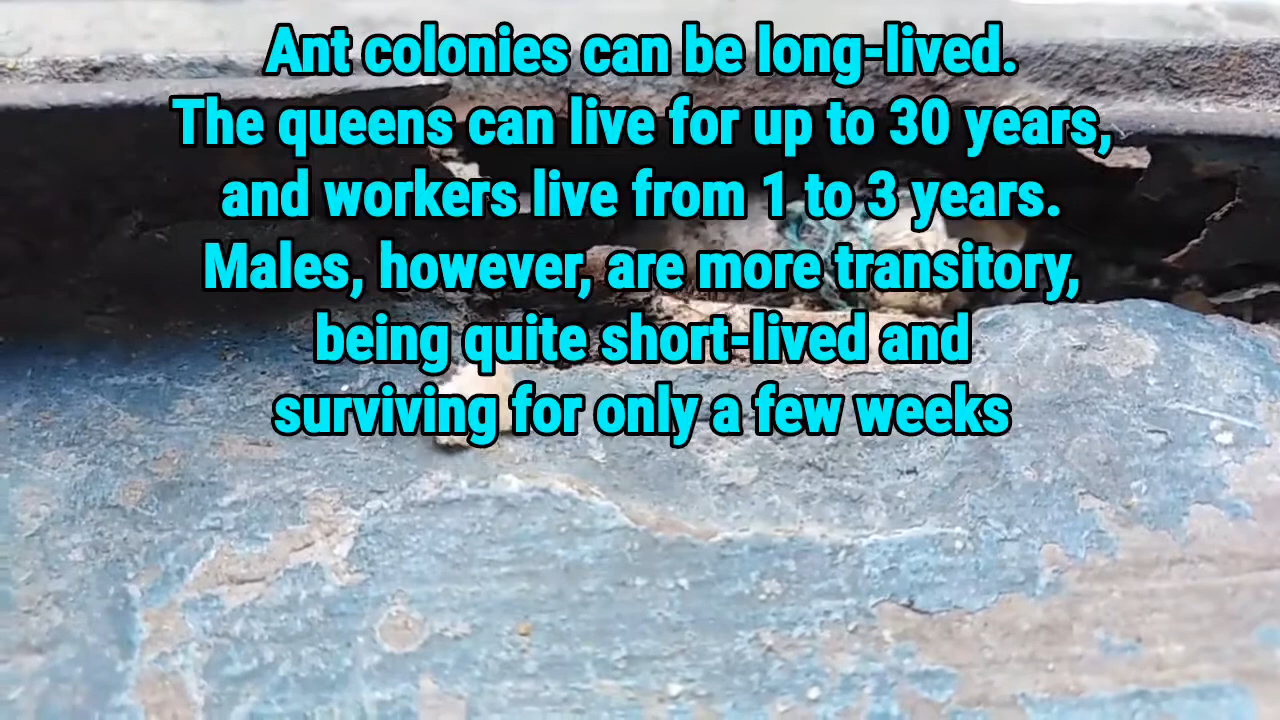 Ant colonies can be long-lived.
The queens can live for up to 30 years,
and workers live from 1 to 3 years.
Males, however, are more transitory,
being quite short-lived and
surviving for only a few weeks